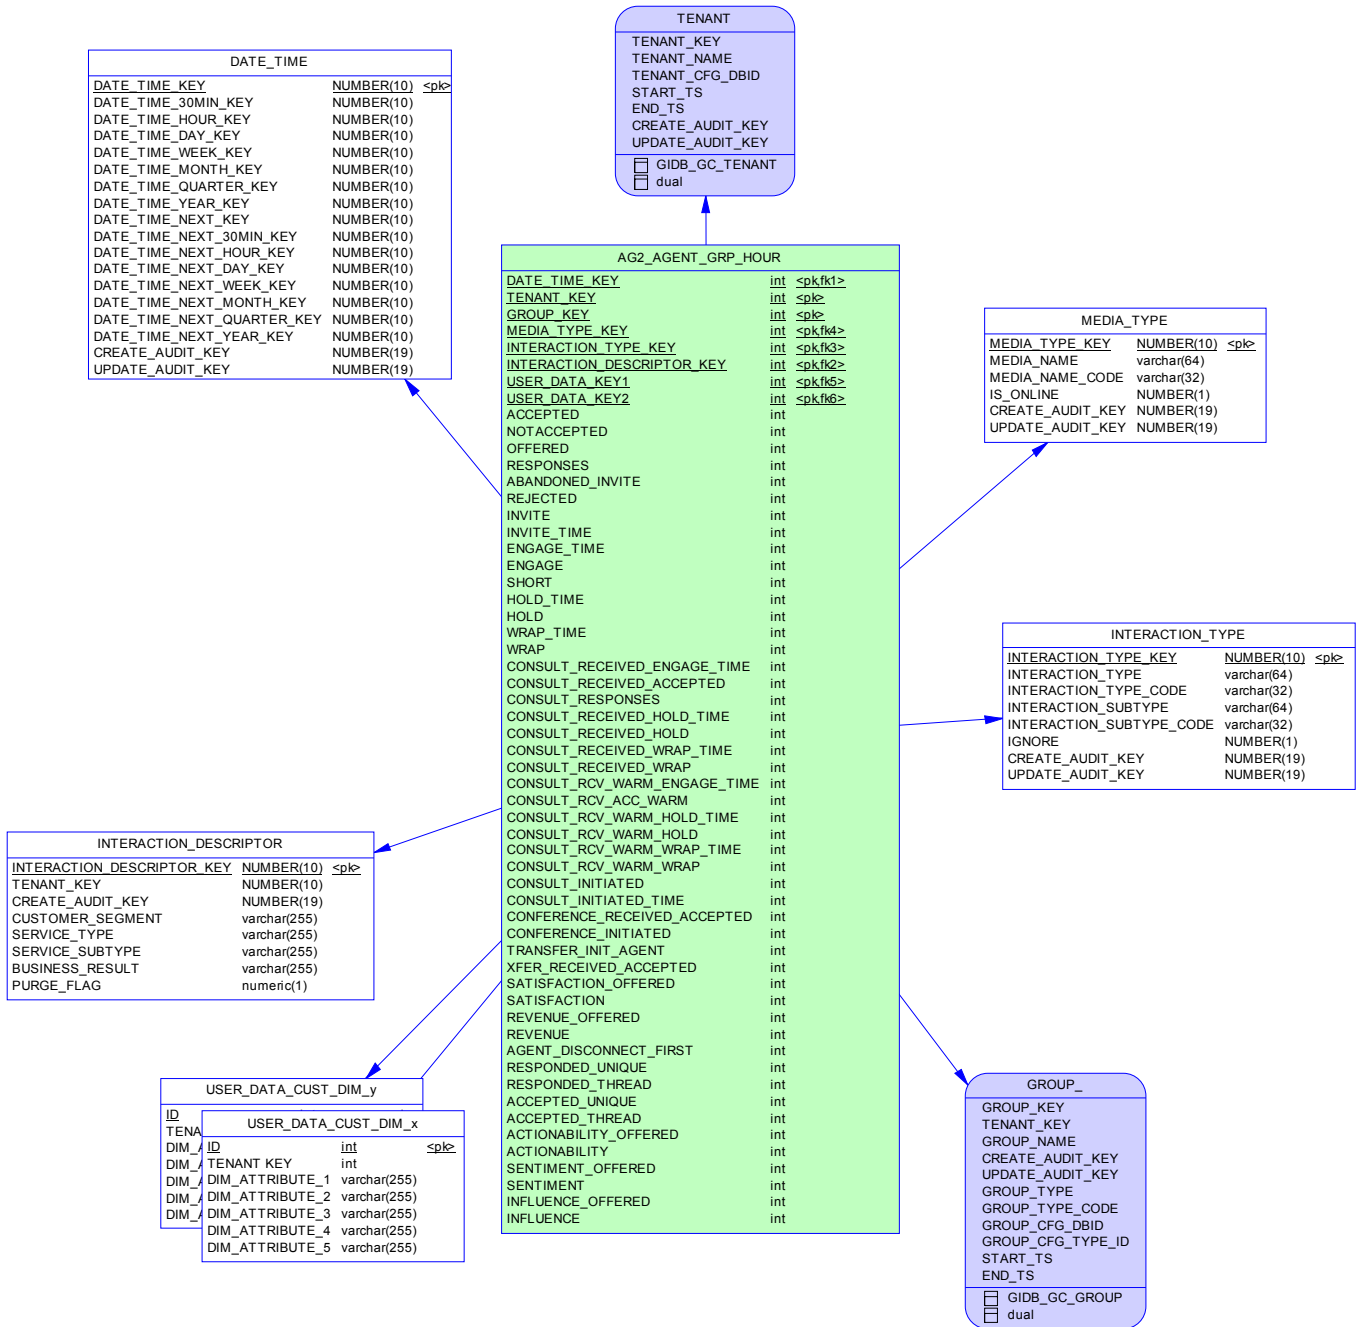 TENANT
TENANT_KEY
TENANT_NAME
TENANT_CFG_DBID
START_TS
END_TS
CREATE_AUDIT_KEY
UPDATE_AUDIT_KEY
GIDB_GC_TENANT
dual
DATE_TIME
DATE_TIME_KEY NUMBER(10) <pk>
DATE_TIME_30MIN_KEY NUMBER(10)
DATE_TIME_HOUR_KEY NUMBER(10)
DATE_TIME_DAY_KEY NUMBER(10)
DATE_TIME_WEEK_KEY NUMBER(10)
DATE_TIME_MONTH_KEY NUMBER(10)
DATE_TIME_QUARTER_KEY NUMBER(10)
DATE_TIME_YEAR_KEY NUMBER(10)
DATE_TIME_NEXT_KEY NUMBER(10)
DATE_TIME_NEXT_30MIN_KEY NUMBER(10)
DATE_TIME_NEXT_HOUR_KEY NUMBER(10)
DATE_TIME_NEXT_DAY_KEY NUMBER(10)
DATE_TIME_NEXT_WEEK_KEY NUMBER(10)
DATE_TIME_NEXT_MONTH_KEY NUMBER(10)
DATE_TIME_NEXT_QUARTER_KEY NUMBER(10)
DATE_TIME_NEXT_YEAR_KEY NUMBER(10)
CREATE_AUDIT_KEY NUMBER(19)
UPDATE_AUDIT_KEY NUMBER(19)
AG2_AGENT_GRP_HOUR
DATE_TIME_KEY int <pk,fk1>
TENANT_KEY int <pk>
GROUP_KEY int <pk>
MEDIA_TYPE_KEY int <pk,fk4>
INTERACTION_TYPE_KEY int <pk,fk3>
INTERACTION_DESCRIPTOR_KEY int <pk,fk2>
USER_DATA_KEY1 int <pk,fk5>
USER_DATA_KEY2 int <pk,fk6>
ACCEPTED int
NOTACCEPTED int
OFFERED int
RESPONSES int
ABANDONED_INVITE int
REJECTED int
INVITE int
INVITE_TIME int
ENGAGE_TIME int
ENGAGE int
SHORT int
HOLD_TIME int
HOLD int
WRAP_TIME int
WRAP int
CONSULT_RECEIVED_ENGAGE_TIME int
CONSULT_RECEIVED_ACCEPTED int
CONSULT_RESPONSES int
CONSULT_RECEIVED_HOLD_TIME int
CONSULT_RECEIVED_HOLD int
CONSULT_RECEIVED_WRAP_TIME int
CONSULT_RECEIVED_WRAP int
CONSULT_RCV_WARM_ENGAGE_TIME int
CONSULT_RCV_ACC_WARM int
CONSULT_RCV_WARM_HOLD_TIME int
CONSULT_RCV_WARM_HOLD int
CONSULT_RCV_WARM_WRAP_TIME int
CONSULT_RCV_WARM_WRAP int
CONSULT_INITIATED int
CONSULT_INITIATED_TIME int
CONFERENCE_RECEIVED_ACCEPTED int
CONFERENCE_INITIATED int
TRANSFER_INIT_AGENT int
XFER_RECEIVED_ACCEPTED int
SATISFACTION_OFFERED int
SATISFACTION int
REVENUE_OFFERED int
REVENUE int
AGENT_DISCONNECT_FIRST int
RESPONDED_UNIQUE int
RESPONDED_THREAD int
ACCEPTED_UNIQUE int
ACCEPTED_THREAD int
ACTIONABILITY_OFFERED int
ACTIONABILITY int
SENTIMENT_OFFERED int
SENTIMENT int
INFLUENCE_OFFERED int
INFLUENCE int
MEDIA_TYPE
MEDIA_TYPE_KEY NUMBER(10) <pk>
MEDIA_NAME varchar(64)
MEDIA_NAME_CODE varchar(32)
IS_ONLINE NUMBER(1)
CREATE_AUDIT_KEY NUMBER(19)
UPDATE_AUDIT_KEY NUMBER(19)
INTERACTION_TYPE
INTERACTION_TYPE_KEY NUMBER(10) <pk>
INTERACTION_TYPE varchar(64)
INTERACTION_TYPE_CODE varchar(32)
INTERACTION_SUBTYPE varchar(64)
INTERACTION_SUBTYPE_CODE varchar(32)
IGNORE NUMBER(1)
CREATE_AUDIT_KEY NUMBER(19)
UPDATE_AUDIT_KEY NUMBER(19)
INTERACTION_DESCRIPTOR
INTERACTION_DESCRIPTOR_KEY NUMBER(10) <pk>
TENANT_KEY NUMBER(10)
CREATE_AUDIT_KEY NUMBER(19)
CUSTOMER_SEGMENT varchar(255)
SERVICE_TYPE varchar(255)
SERVICE_SUBTYPE varchar(255)
BUSINESS_RESULT varchar(255)
PURGE_FLAG numeric(1)
USER_DATA_CUST_DIM_y
ID
TENA
DIM_A
DIM_A
DIM_A
DIM_A
DIM_A
USER_DATA_CUST_DIM_x
ID int <pk>
TENANT KEY int
DIM_ATTRIBUTE_1 varchar(255)
DIM_ATTRIBUTE_2 varchar(255)
DIM_ATTRIBUTE_3 varchar(255)
DIM_ATTRIBUTE_4 varchar(255)
DIM_ATTRIBUTE_5 varchar(255)
GROUP_
GROUP_KEY
TENANT_KEY
GROUP_NAME
CREATE_AUDIT_KEY
UPDATE_AUDIT_KEY
GROUP_TYPE
GROUP_TYPE_CODE
GROUP_CFG_DBID
GROUP_CFG_TYPE_ID
START_TS
END_TS
GIDB_GC_GROUP
dual